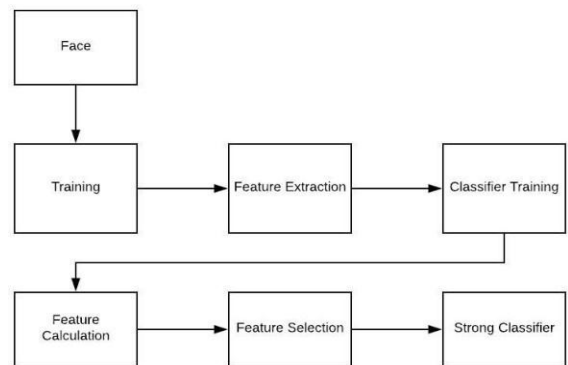 Face
Training
Feature Extraction
Classifier Training
Feature
Calculation
Feature Selection
Strong Classifier